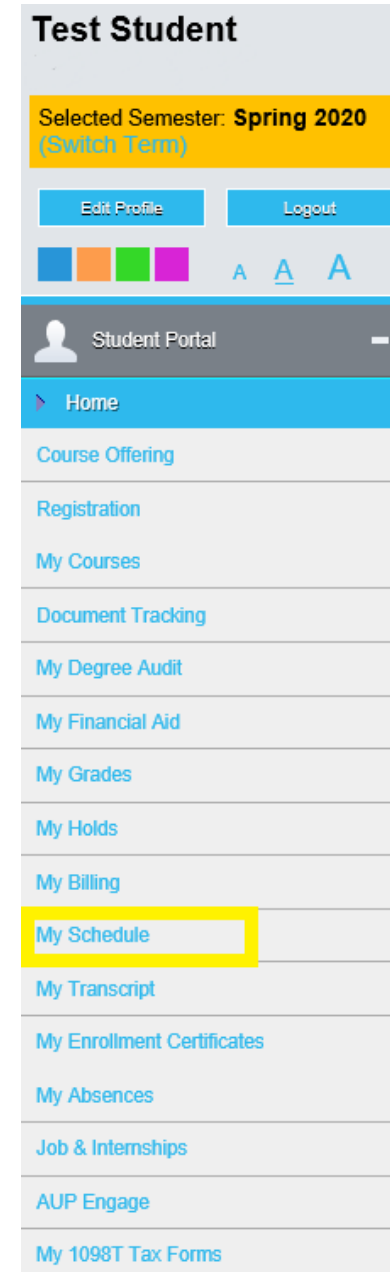 Test Student
Selected Semester: Spring 2020
(Switch Term)
Edit Profile Logout
A A A
Student Portal
Home
Course Offering
Registration
My Courses
Document Tracking
My Degree Audit
My Financial Aid
My Grades
My Holds
My Billing
My Schedule
My Transcript
My Enrollment Certificates
My Absences
Job & Internships
AUP Engage
My 1098T Tax Forms